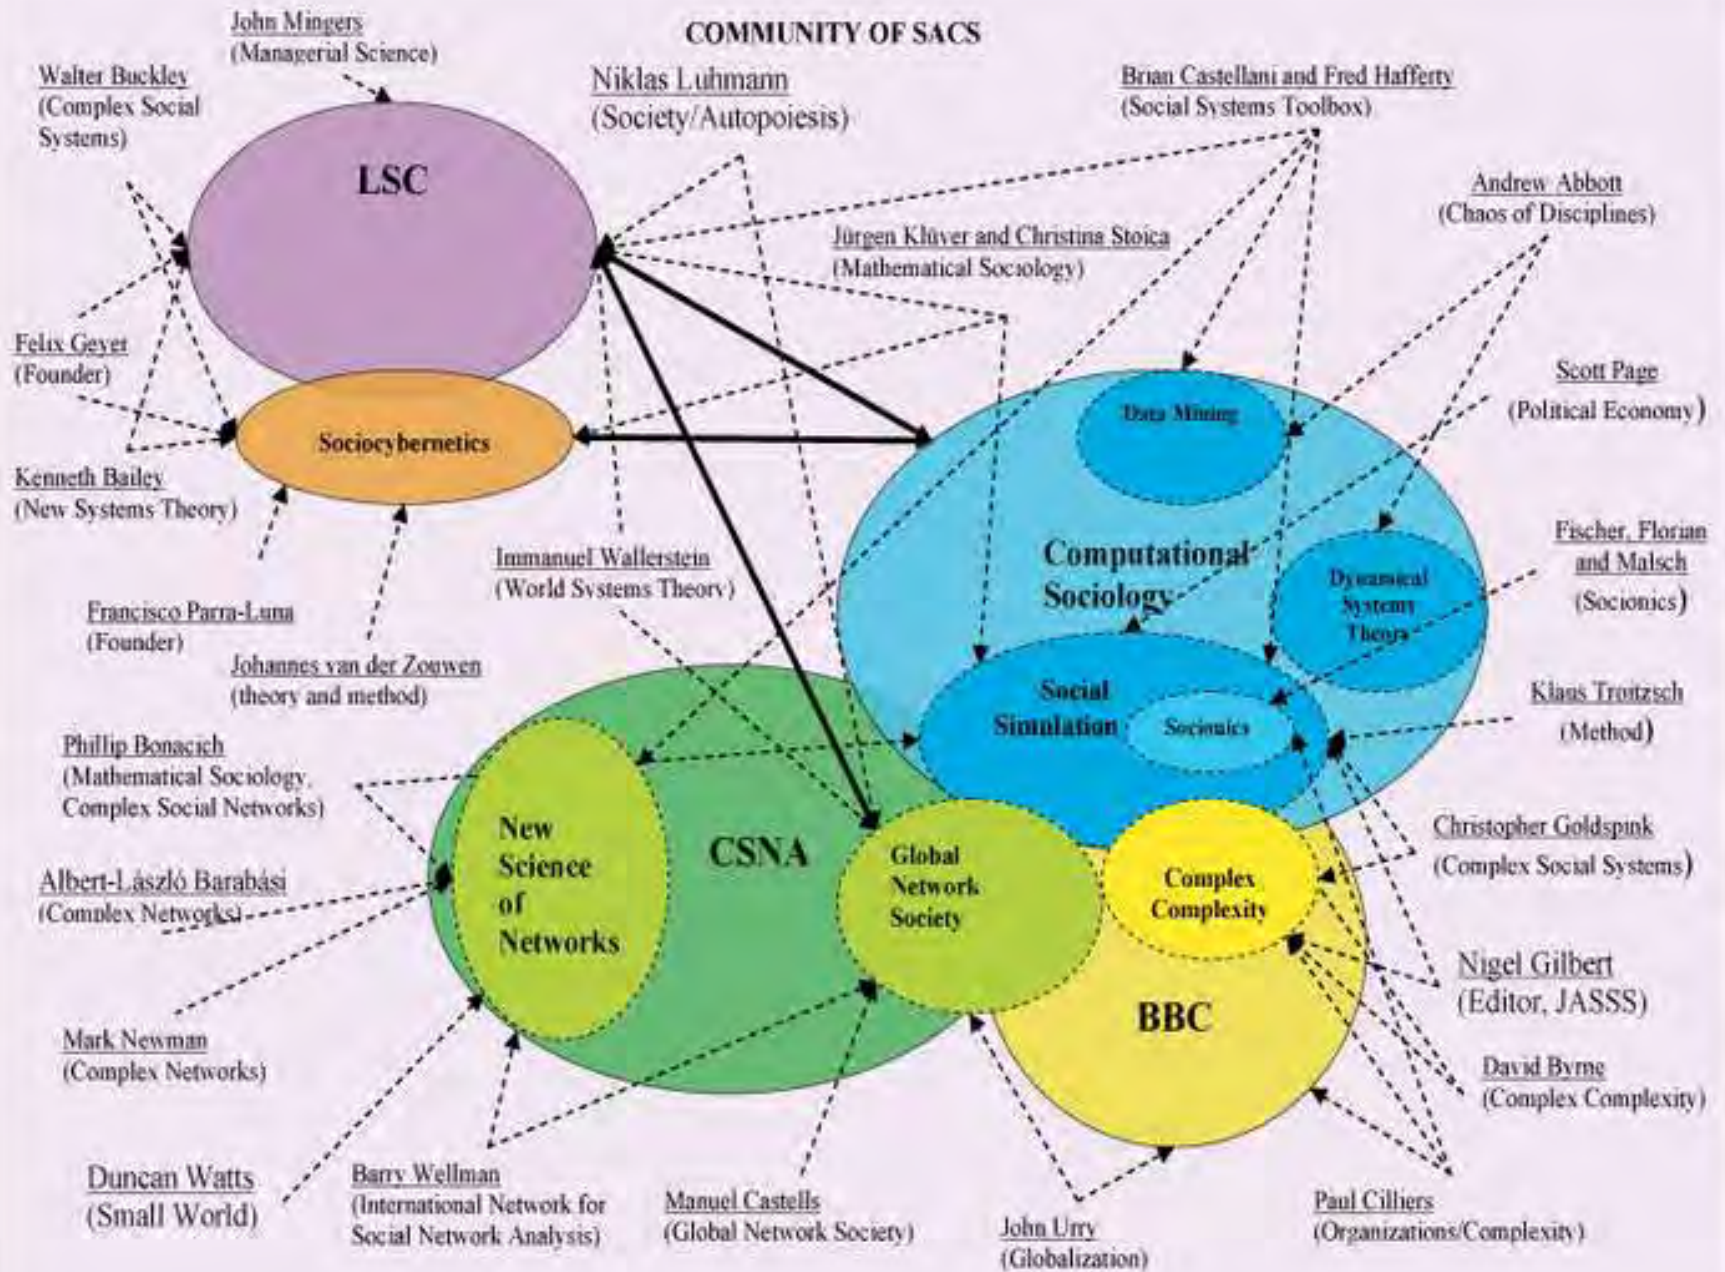 COMMUNITY OF SACS
John Mingers
(Managerial Science)
Walter Buckley
(Complex Social
Systems)
Niklas Luhmann
(Society/Autopoiesis)
Brian Castellani and Fred Hafferty
(Social Systems Toolbox)
LSC
Andrew Abbott
(Chaos of Disciplines)
Jürgen Klüver and Christina Stoica
(Mathematical Sociology)
Felix Geyer
(Founder)
Scott Page
(Political Economy)
Data Mining
Sociocybernetics
Kenneth Bailey
(New Systems Theory)
Immanuel Wallerstein
(World Systems Theory)
Computational
Sociology
Fischer, Florian
and Malsch
(Socionics)
Dynamical
Systems
Theory
Francisco Parra-Luna
(Founder)
Johannes van der Zouwen
(theory and method)
Social
Simulation
Socionics
Klaus Troitzsch
(Method)
Phillip Bonacich
(Mathematical Sociology,
Complex Social Networks)
New
Science
of
Networks
CSNA
Global
Network
Society
Complex
Complexity
Christopher Goldspink
(Complex Social Systems)
Albert-László Barabási
(Complex Networks)
Nigel Gilbert
(Editor, JASSS)
BBC
Mark Newman
(Complex Networks)
David Byrne
(Complex Complexity)
Duncan Watts
(Small World)
Barry Wellman
(International Network for
Social Network Analysis)
Manuel Castells
(Global Network Society)
John Urry
(Globalization)
Paul Cilliers
(Organizations/Complexity)